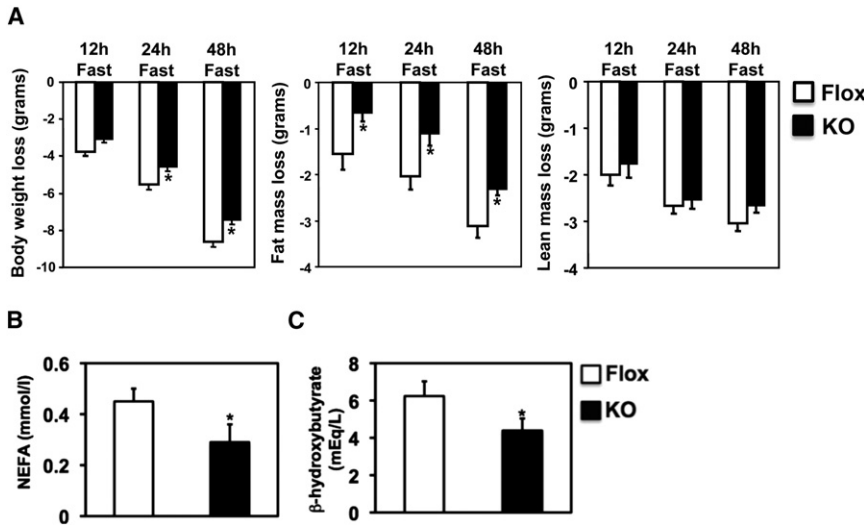 A
12h 24h 48h
Fast Fast Fast
0
-2
-4
-6
-8
-10
Body weight loss (grams)
*
*
12h 24h 48h
Fast Fast Fast
0
-1
-2
-3
-4
Fat mass loss (grams)
*
*
*
12h 24h 48h
Fast Fast Fast
0
-1
-2
-3
-4
Lean mass loss (grams)
Flox
KO
B
0.6
0.4
0.2
0
NEFA (mmol/l)
*
C
8
6
4
2
0
β-hydroxybutyrate
(mEq/L)
*
Flox
KO